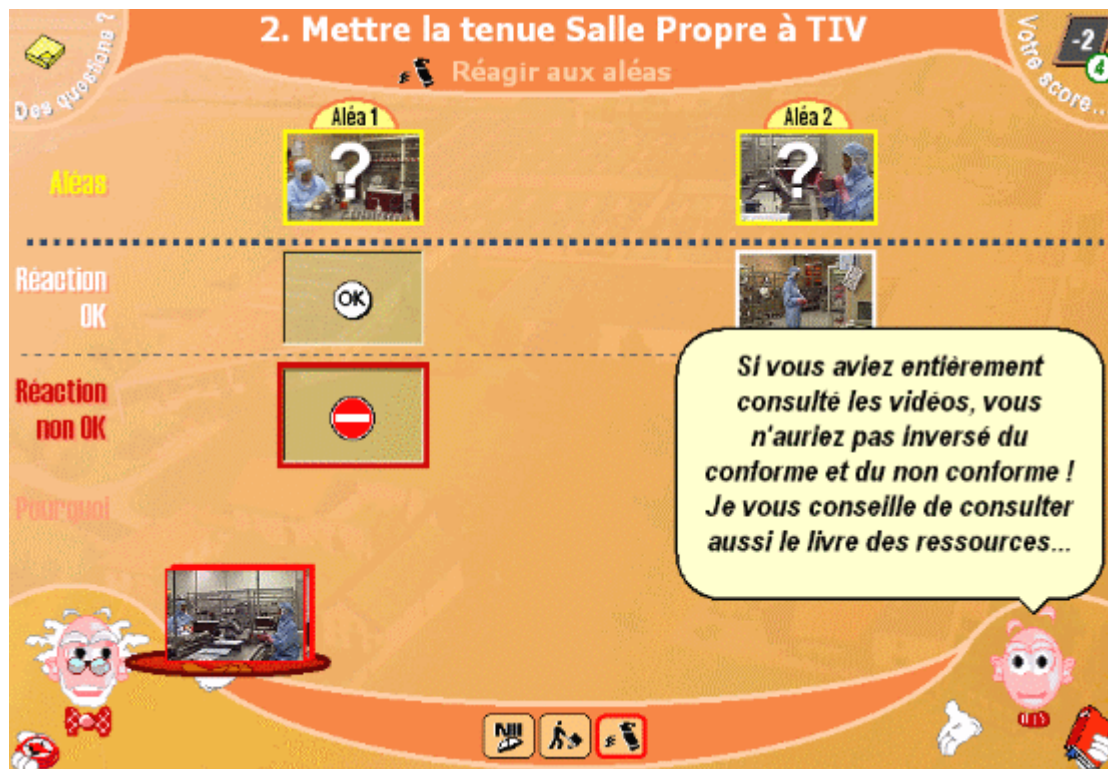 2. Mettre la tenue Salle Propre à TIV
Réagir aux aléas
Des questions ?
Votre score...
-2
4
Aléa 1
Aléa 2
?
?
Aléas
Réaction
OK
OK
Réaction
non OK
Pourquoi
Si vous aviez entièrement
consulté les vidéos, vous
n'auriez pas inversé du
conforme et du non conforme !
Je vous conseille de consulter
aussi le livre des ressources...